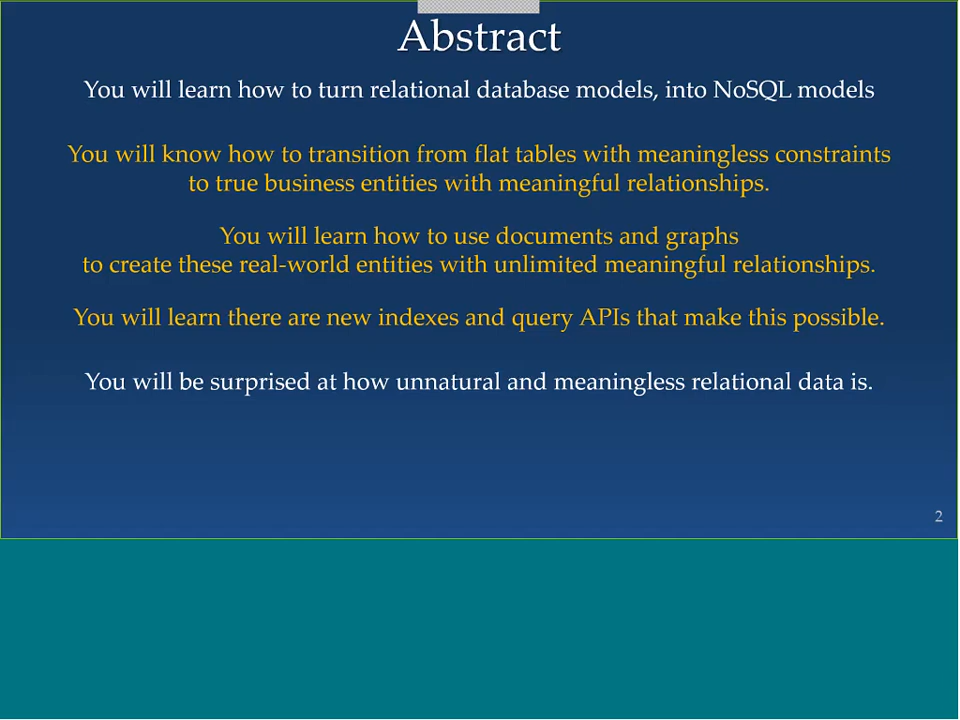 Abstract
You will learn how to turn relational database models, into NoSQL models
You will know how to transition from flat tables with meaningless constraints
to true business entities with meaningful relationships.
You will learn how to use documents and graphs
to create these real-world entities with unlimited meaningful relationships.
You will learn there are new indexes and query APIs that make this possible.
You will be surprised at how unnatural and meaningless relational data is.
2